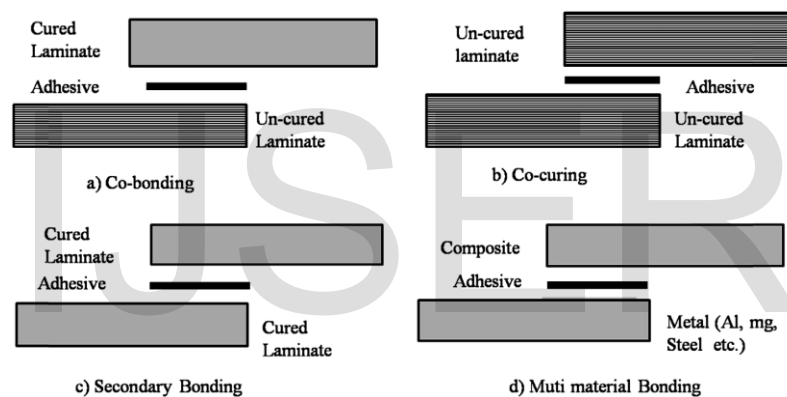 Cured
Laminate
Adhesive
Un-cured
Laminate
a) Co-bonding
Un-cured
laminate
Adhesive
Un-cured
Laminate
b) Co-curing
Cured
Laminate
Adhesive
Cured
Laminate
c) Secondary Bonding
Composite
Adhesive
Metal (Al, mg,
Steel etc.)
d) Muti material Bonding
IJSER